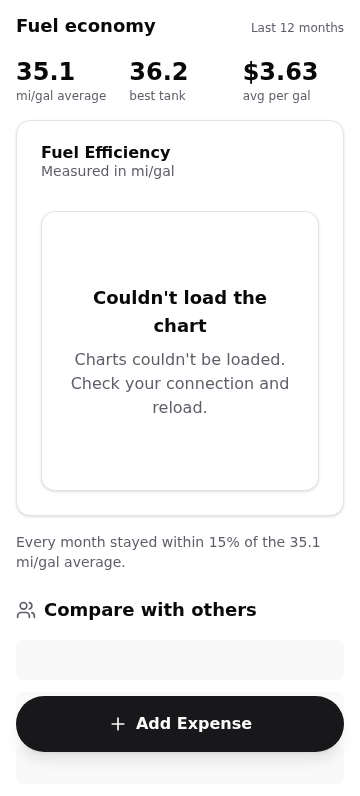 Fuel economy
Last 12 months
35.1
36.2
$3.63
mi/gal average
best tank
avg per gal
Fuel Efficiency
Measured in mi/gal
Couldn't load the
chart
Charts couldn't be loaded.
Check your connection and
reload.
Every month stayed within 15% of the 35.1
mi/gal average.
Compare with others
Add Expense